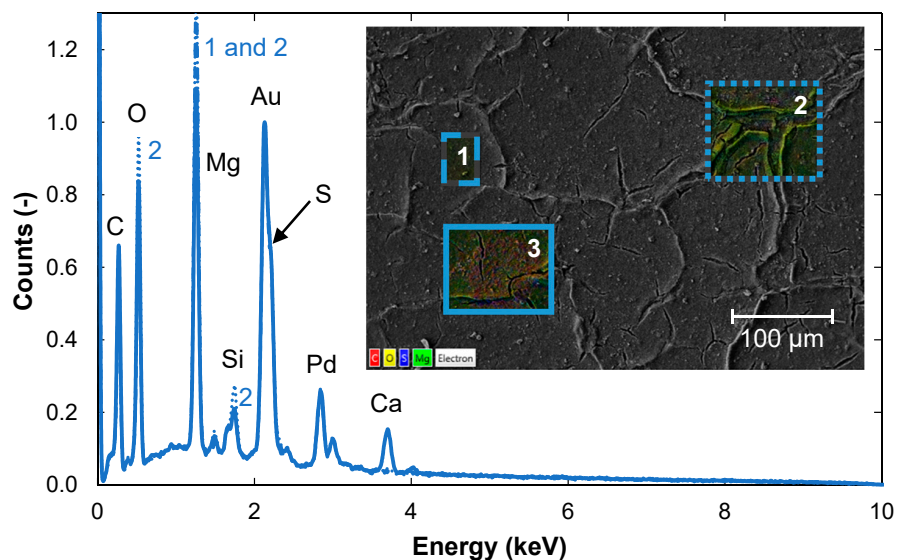 1.2
1.0
0.8
0.6
0.4
0.2
0.0
Counts (-)
0
2
4
6
8
10
Energy (keV)
C
O
2
1 and 2
Mg
Au
S
Si
2
Pd
Ca
1
2
3
100 µm
C O S Mg Electron